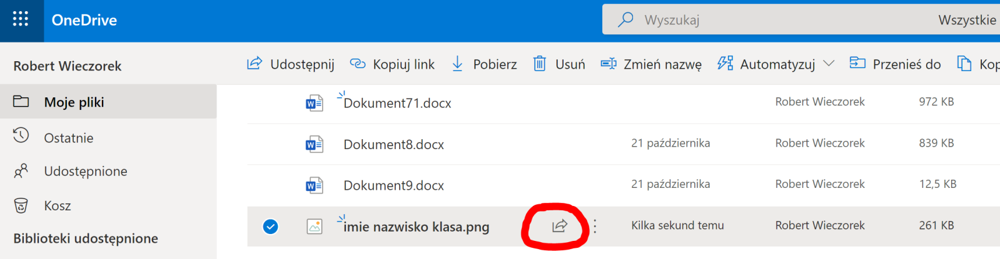 OneDrive
Wyszukaj
Wszystkie
Robert Wieczorek
Udostępnij Kopiuj link Pobierz Usuń Zmień nazwę Automatyzuj Przenieś do Kop
Moje pliki
Ostatnie
Udostępnione
Kosz
Biblioteki udostępnione
Dokument71.docx Robert Wieczorek 972 KB
Dokument8.docx 21 października Robert Wieczorek 839 KB
Dokument9.docx 21 października Robert Wieczorek 12,5 KB
imie nazwisko klasa.png Kilka sekund temu Robert Wieczorek 261 KB